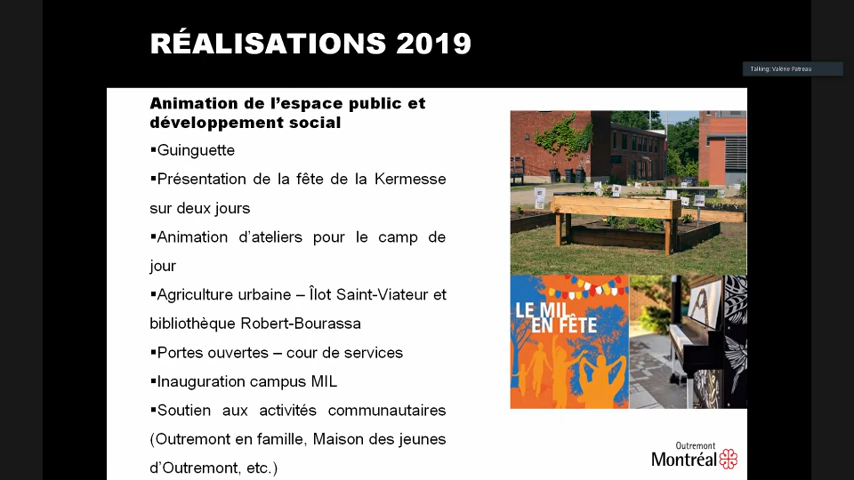 RÉALISATIONS 2019
Talking: Valérie Patreau
Animation de l'espace public et
développement social
▪Guinguette
▪Présentation de la fête de la Kermesse
sur deux jours
▪Animation d'ateliers pour le camp de
jour
▪Agriculture urbaine – Îlot Saint-Viateur et
bibliothèque Robert-Bourassa
▪Portes ouvertes – cour de services
▪Inauguration campus MIL
▪Soutien aux activités communautaires
(Outremont en famille, Maison des jeunes
d'Outremont, etc.)
LE MIL
EN FÊTE
Outremont
Montréal